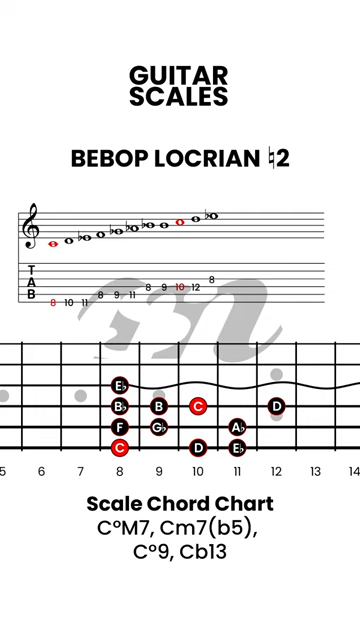 GUITAR
SCALES
BEBOP LOCRIAN ♮2
T
A
B
8 10 11 8 9 11 8 9 10 12 8
m
E♭
B♭ B C D
F G♭ A♭
C D E♭
5 6 7 8 9 10 11 12 13 14
Scale Chord Chart
C°M7, Cm7(b5),
C°9, Cb13